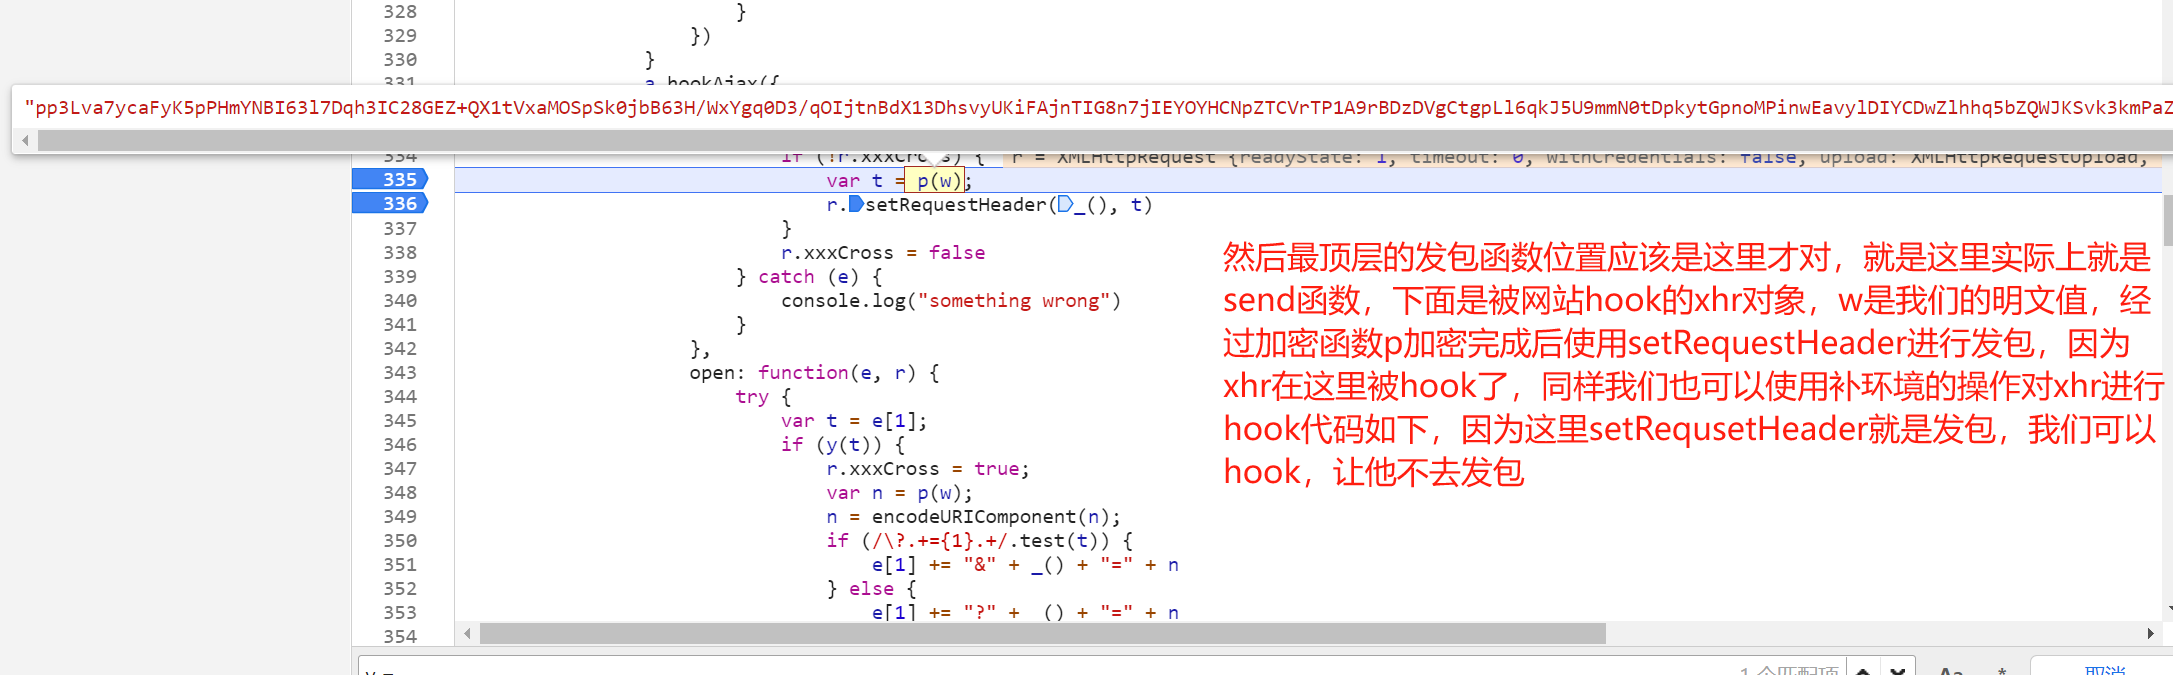 328 }
329 })
330 }
331 a.hookAjax({
"pp3Lva7ycaFyK5pPHmYNBI63l7Dqh3IC28GEZ+QX1tVxaMOSpSk0jbB63H/WxYgq0D3/qOIjtnBdX13DhsvyUKiFAjnTIG8n7jIEYOYHCNpZTCVrTP1A9rBDzDVgCtgpLl6qkJ5U9mmN0tDpkytGpnoMPinwEavylDIYCDwZlhhq5bZQWJKSvk3kmPaZ
334 if (!r.xxxCross) { r = XMLHttpRequest {readyState: 1, timeout: 0, withCredentials: false, upload: XMLHttpRequestUpload,
335 var t = p(w);
336 r.setRequestHeader(_(), t)
337 }
338 r.xxxCross = false
339 } catch (e) {
340 console.log("something wrong")
341 }
342 },
343 open: function(e, r) {
344 try {
345 var t = e[1];
346 if (y(t)) {
347 r.xxxCross = true;
348 var n = p(w);
349 n = encodeURIComponent(n);
350 if (/\?.+={1}.+/.test(t)) {
351 e[1] += "&" + _() + "=" + n
352 } else {
353 e[1] += "?" + _() + "=" + n
354
然后最顶层的发包函数位置应该是这里才对，就是这里实际上就是
send函数，下面是被网站hook的xhr对象，w是我们的明文值，经
过加密函数p加密完成后使用setRequestHeader进行发包，因为
xhr在这里被hook了，同样我们也可以使用补环境的操作对xhr进行
hook代码如下，因为这里setRequsetHeader就是发包，我们可以
hook，让他不去发包
1 个匹配项 Aa .* 取消